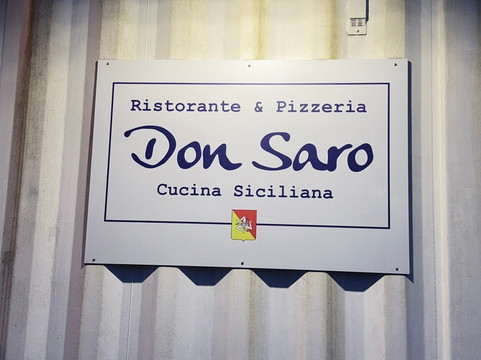 Ristorante & Pizzeria
Don Saro
Cucina Siciliana